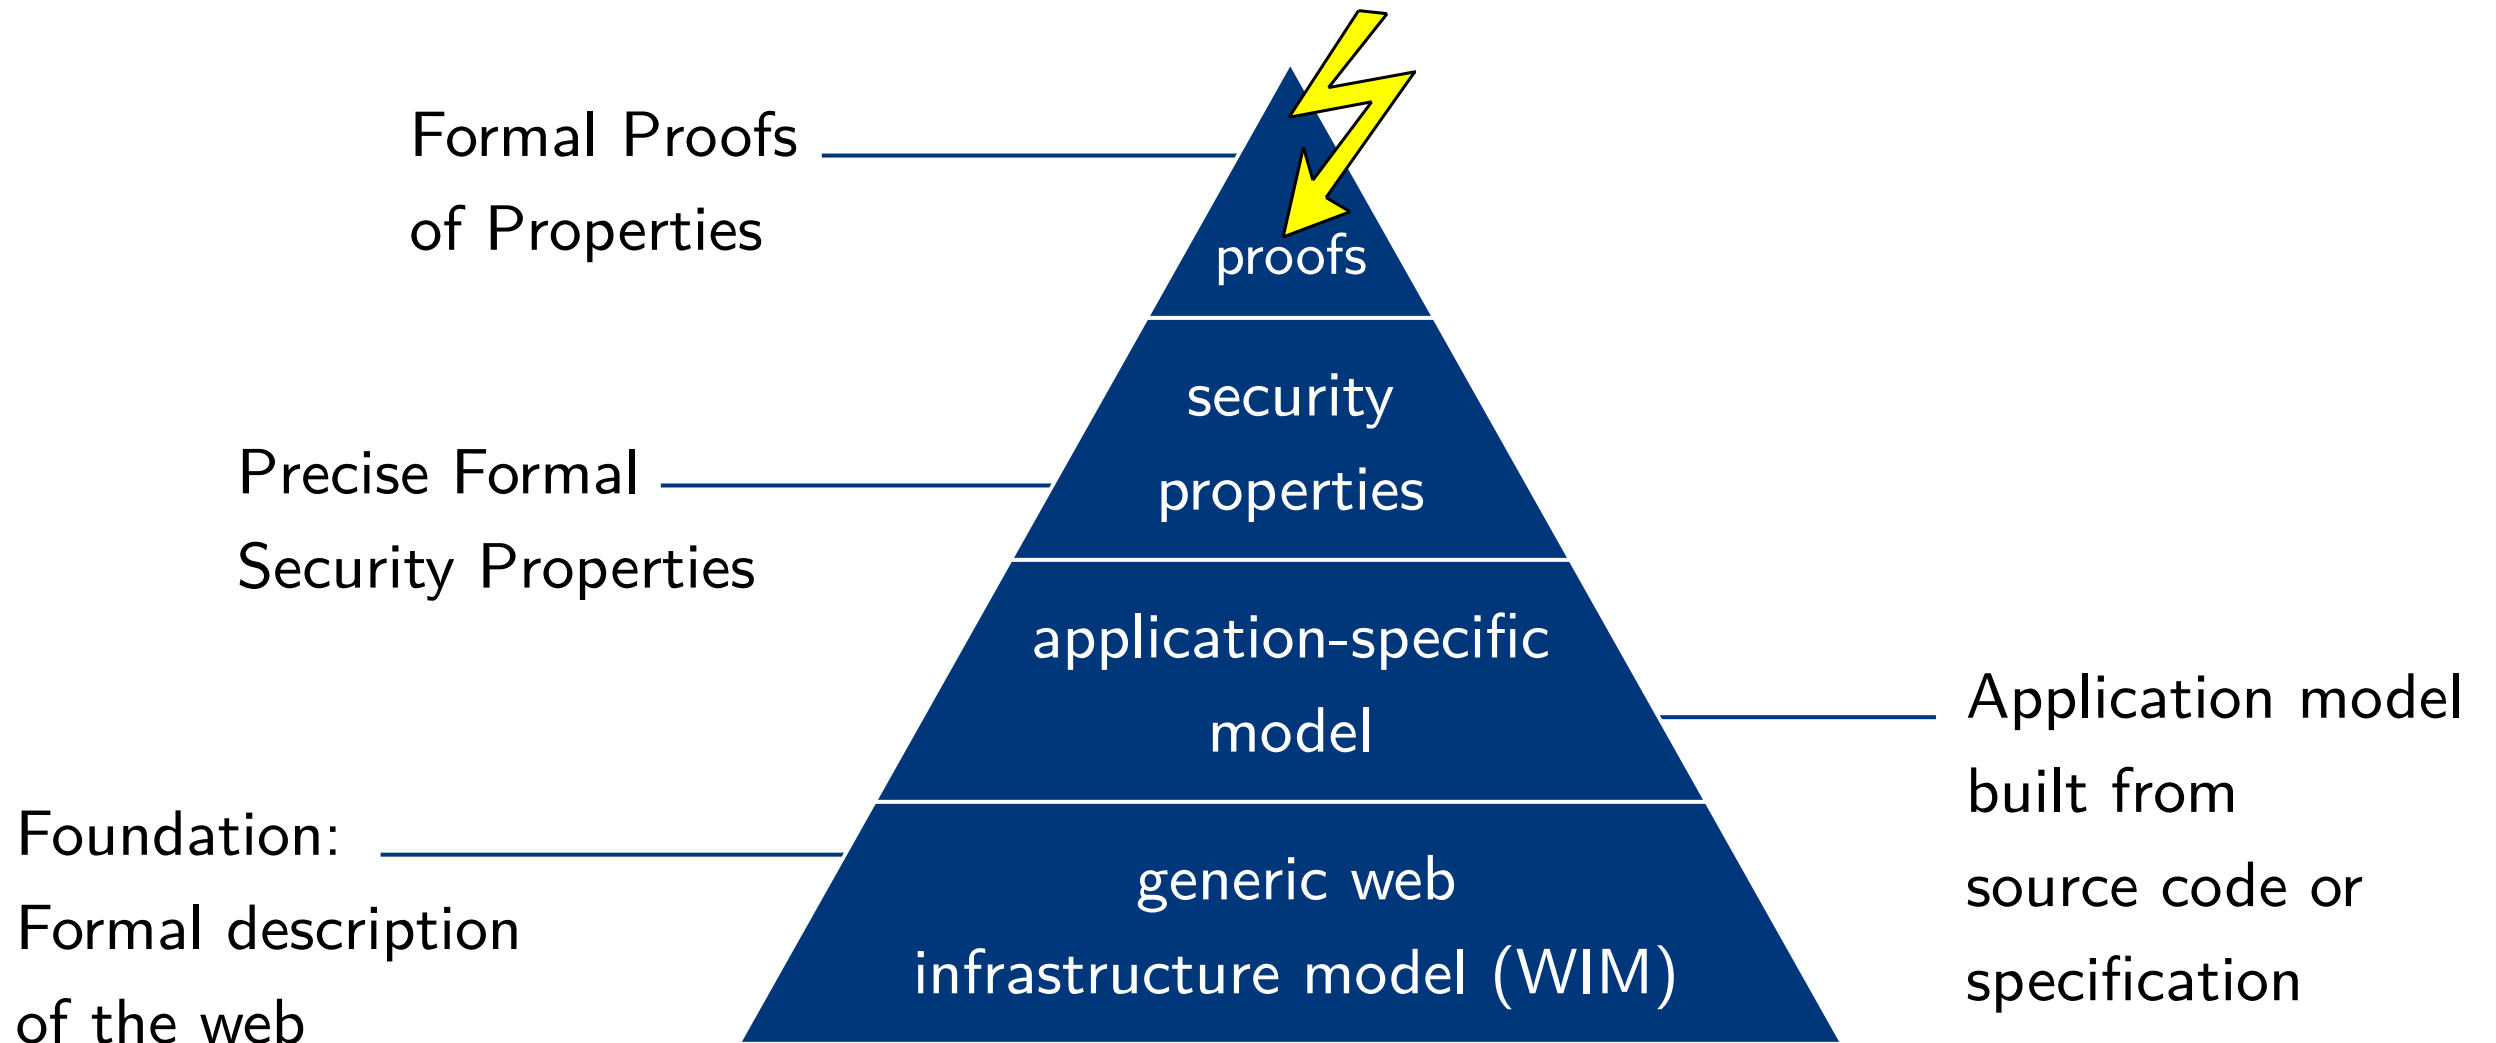 Formal Proofs
of Properties
proofs
security
properties
Precise Formal
Security Properties
application-specific
model
Application model
built from
source code or
specification
Foundation:
Formal description
of the web
generic web
infrastructure model (WIM)